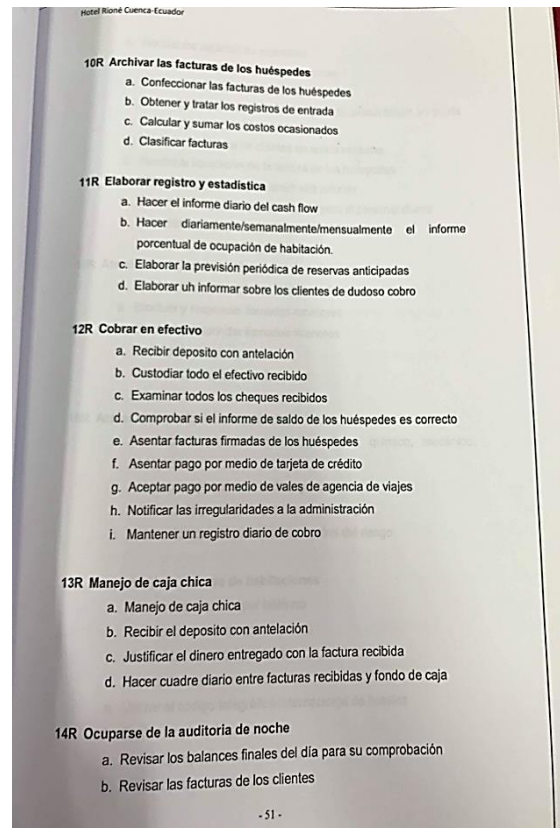 Hotel Rioné Cuenca-Ecuador
10R Archivar las facturas de los huéspedes
a. Confeccionar las facturas de los huéspedes
b. Obtener y tratar los registros de entrada
c. Calcular y sumar los costos ocasionados
d. Clasificar facturas
11R Elaborar registro y estadística
a. Hacer el informe diario del cash flow
b. Hacer diariamente/semanalmente/mensualmente el informe
porcentual de ocupación de habitación.
c. Elaborar la previsión periódica de reservas anticipadas
d. Elaborar uh informar sobre los clientes de dudoso cobro
12R Cobrar en efectivo
a. Recibir deposito con antelación
b. Custodiar todo el efectivo recibido
c. Examinar todos los cheques recibidos
d. Comprobar si el informe de saldo de los huéspedes es correcto
e. Asentar facturas firmadas de los huéspedes
f. Asentar pago por medio de tarjeta de crédito
g. Aceptar pago por medio de vales de agencia de viajes
h. Notificar las irregularidades a la administración
i. Mantener un registro diario de cobro
13R Manejo de caja chica
a. Manejo de caja chica
b. Recibir el deposito con antelación
c. Justificar el dinero entregado con la factura recibida
d. Hacer cuadre diario entre facturas recibidas y fondo de caja
14R Ocuparse de la auditoria de noche
a. Revisar los balances finales del día para su comprobación
b. Revisar las facturas de los clientes
- 51 -